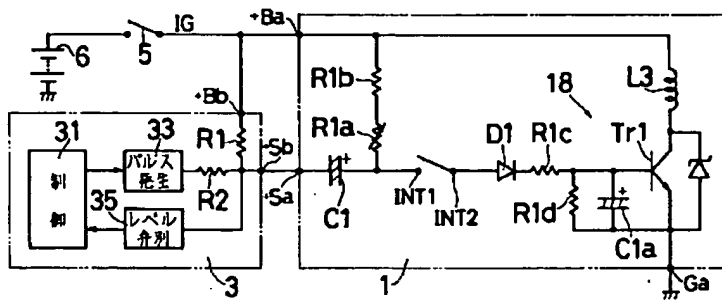 IG
+Ba
6
5
+Bb
R1b
18
L3
31
33
R1
+Sb
R1a
D1
R1c
Tr1
制御
パルス発生
R2
35
レベル弁別
+Sa
C1
INT1
INT2
R1d
C1a
3
1
Ga